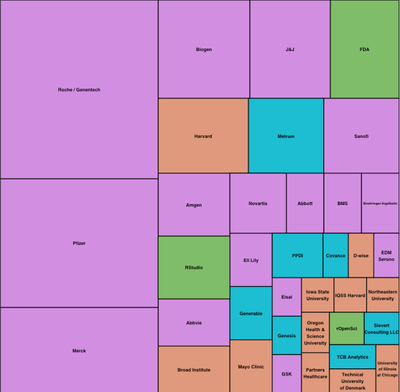 Roche / Genentech
Biogen
J&J
FDA
Harvard
Metrum
Sanofi
Pfizer
Amgen
Novartis
Abbott
BMS
Boehringer-Ingelheim
RStudio
Eli Lily
PPDI
Covance
D-wise
EDM
Serono
Merck
Abbvie
Generable
Eisai
Iowa State
University
IQSS Harvard
Northeastern
University
Broad Institute
Mayo Clinic
Genesis
Oregon
Health &
Science
University
rOpenSci
Sievert
Consulting LLC
GSK
Partners
Healthcare
TCB Analytics
Technical
University
of Denmark
University
of Illinois
at Chicago